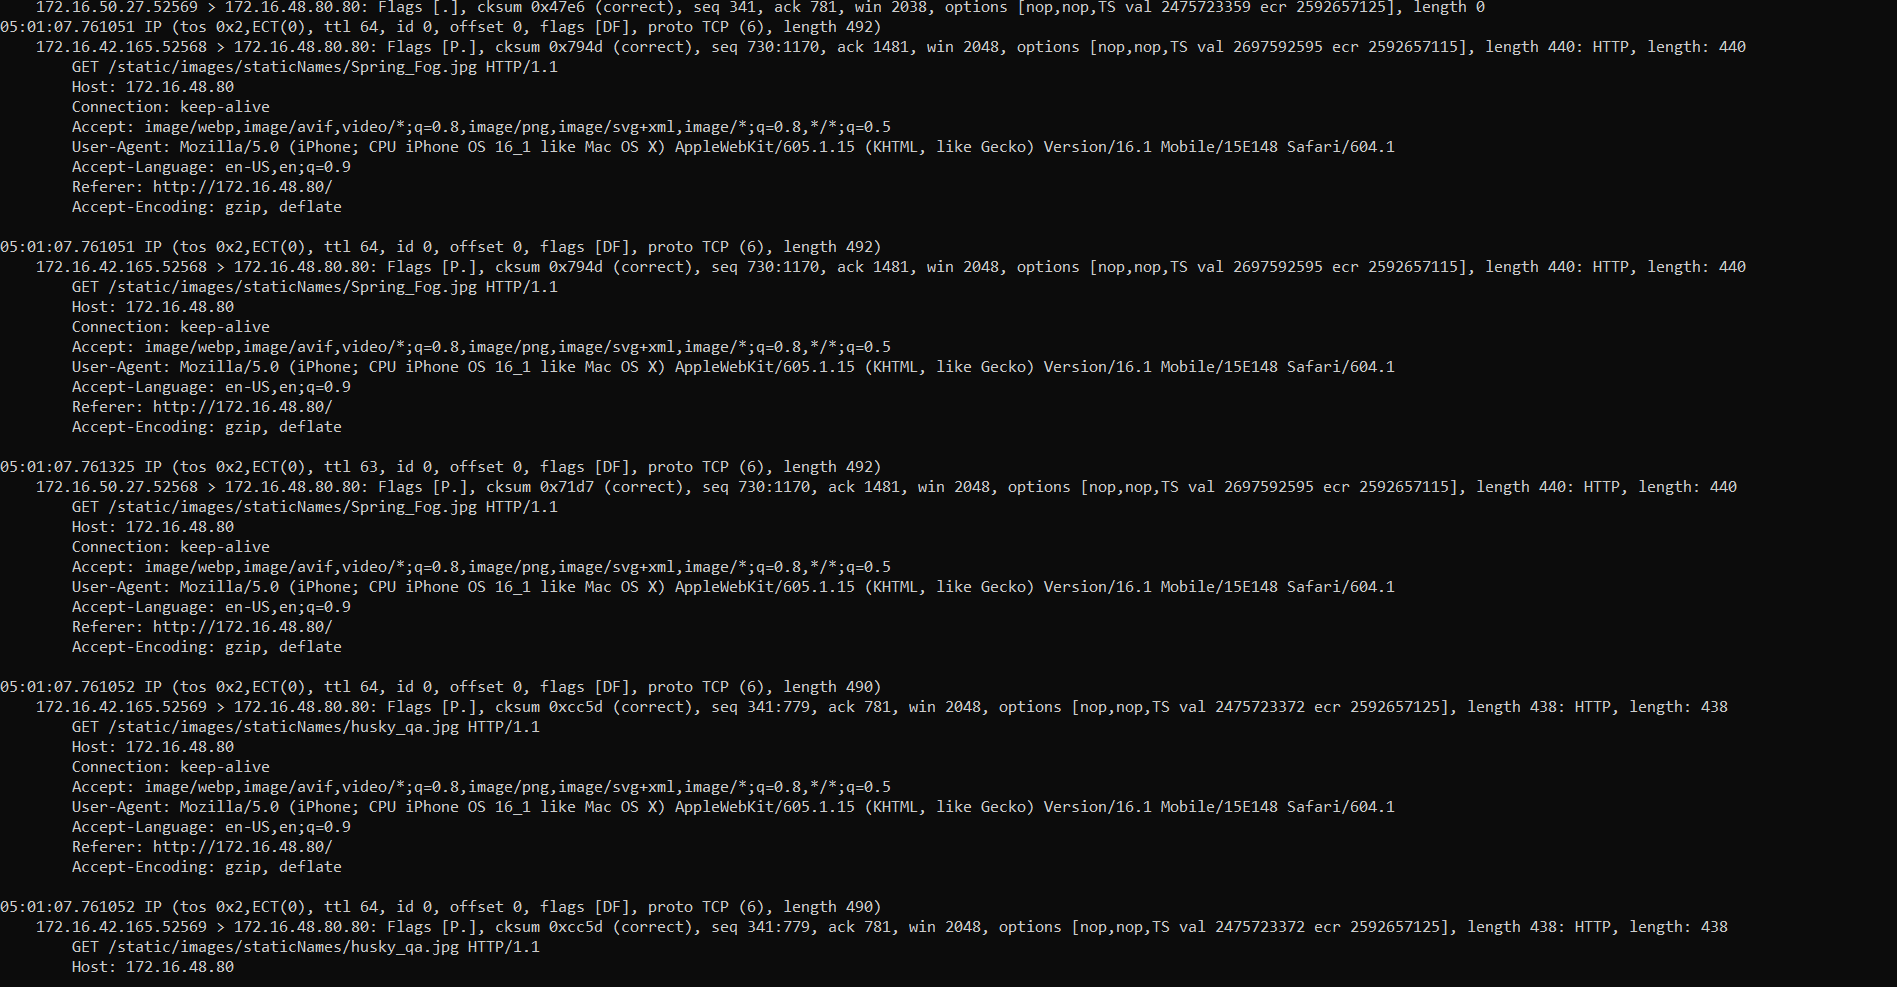 172.16.50.27.52569 > 172.16.48.80.80: Flags [.], cksum 0x47e6 (correct), seq 341, ack 781, win 2038, options [nop,nop,TS val 2475723359 ecr 2592657125], length 0
05:01:07.761051 IP (tos 0x2,ECT(0), ttl 64, id 0, offset 0, flags [DF], proto TCP (6), length 492)
172.16.42.165.52568 > 172.16.48.80.80: Flags [P.], cksum 0x794d (correct), seq 730:1170, ack 1481, win 2048, options [nop,nop,TS val 2697592595 ecr 2592657115], length 440: HTTP, length: 440
GET /static/images/staticNames/Spring_Fog.jpg HTTP/1.1
Host: 172.16.48.80
Connection: keep-alive
Accept: image/webp,image/avif,video/*;q=0.8,image/png,image/svg+xml,image/*;q=0.8,*/*;q=0.5
User-Agent: Mozilla/5.0 (iPhone; CPU iPhone OS 16_1 like Mac OS X) AppleWebKit/605.1.15 (KHTML, like Gecko) Version/16.1 Mobile/15E148 Safari/604.1
Accept-Language: en-US,en;q=0.9
Referer: http://172.16.48.80/
Accept-Encoding: gzip, deflate
05:01:07.761051 IP (tos 0x2,ECT(0), ttl 64, id 0, offset 0, flags [DF], proto TCP (6), length 492)
172.16.42.165.52568 > 172.16.48.80.80: Flags [P.], cksum 0x794d (correct), seq 730:1170, ack 1481, win 2048, options [nop,nop,TS val 2697592595 ecr 2592657115], length 440: HTTP, length: 440
GET /static/images/staticNames/Spring_Fog.jpg HTTP/1.1
Host: 172.16.48.80
Connection: keep-alive
Accept: image/webp,image/avif,video/*;q=0.8,image/png,image/svg+xml,image/*;q=0.8,*/*;q=0.5
User-Agent: Mozilla/5.0 (iPhone; CPU iPhone OS 16_1 like Mac OS X) AppleWebKit/605.1.15 (KHTML, like Gecko) Version/16.1 Mobile/15E148 Safari/604.1
Accept-Language: en-US,en;q=0.9
Referer: http://172.16.48.80/
Accept-Encoding: gzip, deflate
05:01:07.761325 IP (tos 0x2,ECT(0), ttl 63, id 0, offset 0, flags [DF], proto TCP (6), length 492)
172.16.50.27.52568 > 172.16.48.80.80: Flags [P.], cksum 0x71d7 (correct), seq 730:1170, ack 1481, win 2048, options [nop,nop,TS val 2697592595 ecr 2592657115], length 440: HTTP, length: 440
GET /static/images/staticNames/Spring_Fog.jpg HTTP/1.1
Host: 172.16.48.80
Connection: keep-alive
Accept: image/webp,image/avif,video/*;q=0.8,image/png,image/svg+xml,image/*;q=0.8,*/*;q=0.5
User-Agent: Mozilla/5.0 (iPhone; CPU iPhone OS 16_1 like Mac OS X) AppleWebKit/605.1.15 (KHTML, like Gecko) Version/16.1 Mobile/15E148 Safari/604.1
Accept-Language: en-US,en;q=0.9
Referer: http://172.16.48.80/
Accept-Encoding: gzip, deflate
05:01:07.761052 IP (tos 0x2,ECT(0), ttl 64, id 0, offset 0, flags [DF], proto TCP (6), length 490)
172.16.42.165.52569 > 172.16.48.80.80: Flags [P.], cksum 0xcc5d (correct), seq 341:779, ack 781, win 2048, options [nop,nop,TS val 2475723372 ecr 2592657125], length 438: HTTP, length: 438
GET /static/images/staticNames/husky_qa.jpg HTTP/1.1
Host: 172.16.48.80
Connection: keep-alive
Accept: image/webp,image/avif,video/*;q=0.8,image/png,image/svg+xml,image/*;q=0.8,*/*;q=0.5
User-Agent: Mozilla/5.0 (iPhone; CPU iPhone OS 16_1 like Mac OS X) AppleWebKit/605.1.15 (KHTML, like Gecko) Version/16.1 Mobile/15E148 Safari/604.1
Accept-Language: en-US,en;q=0.9
Referer: http://172.16.48.80/
Accept-Encoding: gzip, deflate
05:01:07.761052 IP (tos 0x2,ECT(0), ttl 64, id 0, offset 0, flags [DF], proto TCP (6), length 490)
172.16.42.165.52569 > 172.16.48.80.80: Flags [P.], cksum 0xcc5d (correct), seq 341:779, ack 781, win 2048, options [nop,nop,TS val 2475723372 ecr 2592657125], length 438: HTTP, length: 438
GET /static/images/staticNames/husky_qa.jpg HTTP/1.1
Host: 172.16.48.80